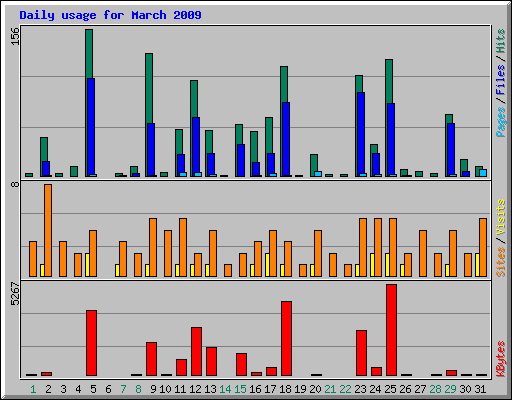 Daily usage for March 2009
156
8
5267
Pages / Files / Hits
Sites / Visits
KBytes
1 2 3 4 5 6 7 8 9 10 11 12 13 14 15 16 17 18 19 20 21 22 23 24 25 26 27 28 29 30 31